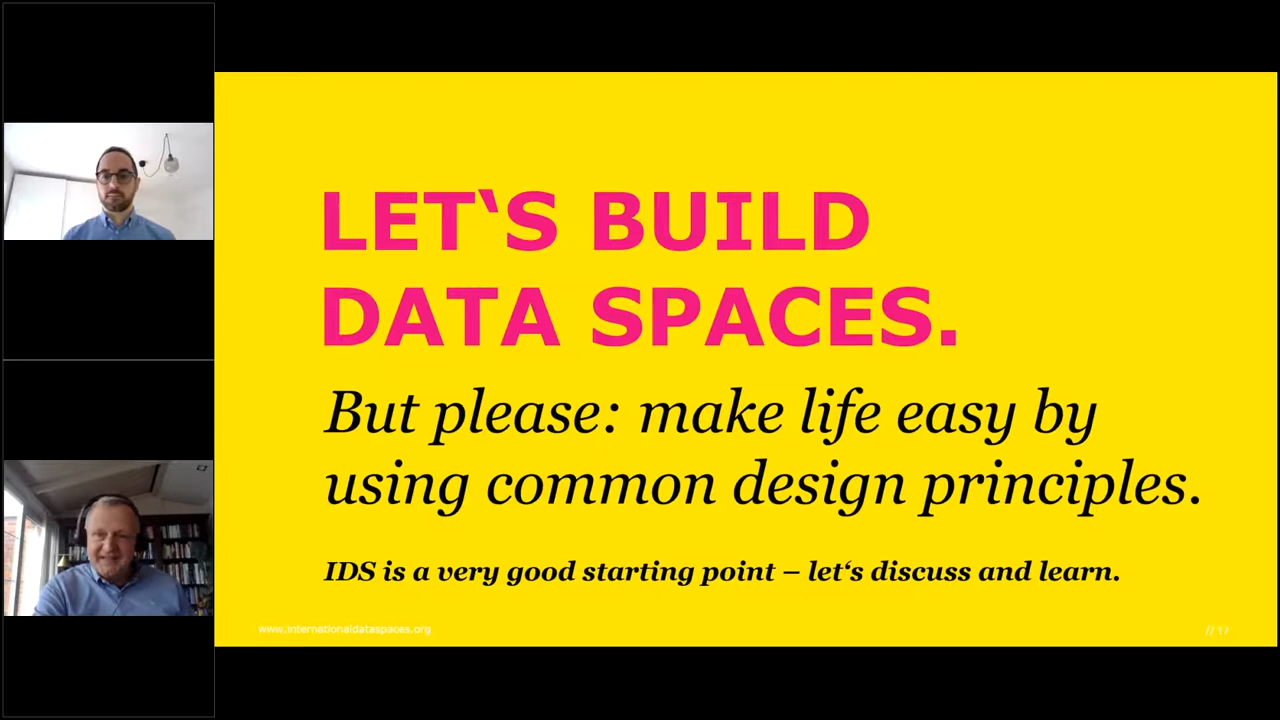 LET‘S BUILD
DATA SPACES.
But please: make life easy by
using common design principles.
IDS is a very good starting point – let‘s discuss and learn.
www.internationaldataspaces.org